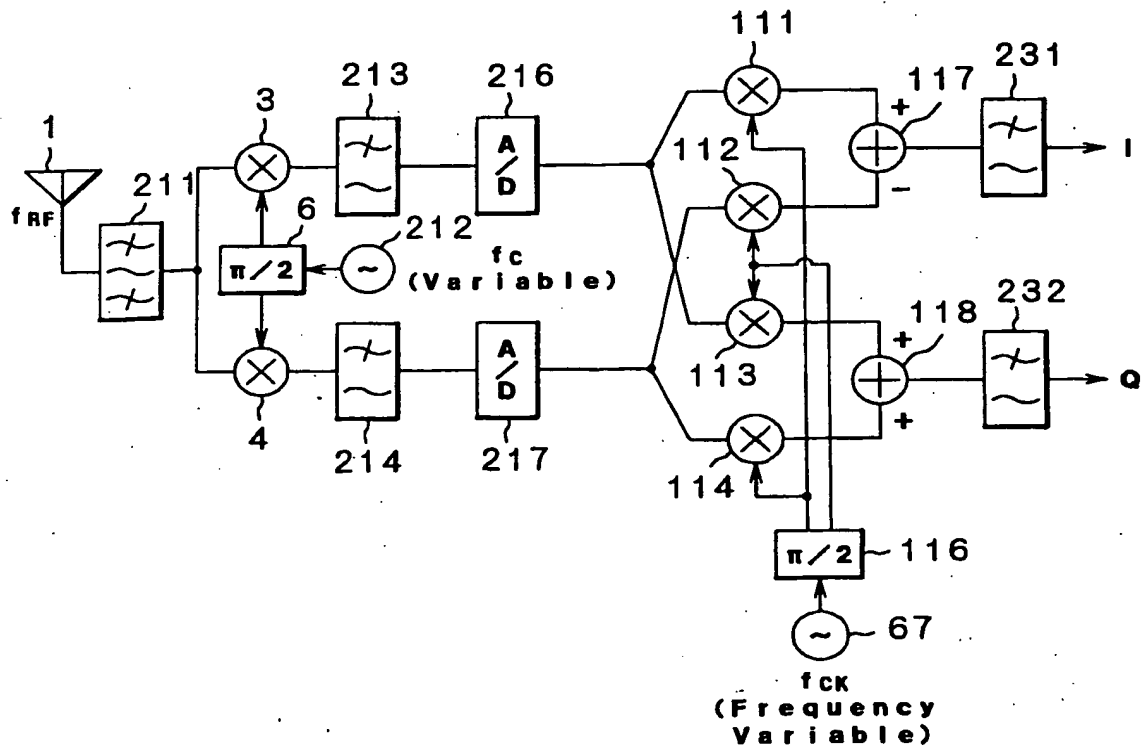 111
213
216
231
3
117
1
+
A/D
112
I
211
-
fRF
6
212
π/2
~
fC
(Variable)
232
A/D
118
+
113
Q
4
+
214
217
114
π/2
116
~
67
fCK
(Frequency
Variable)